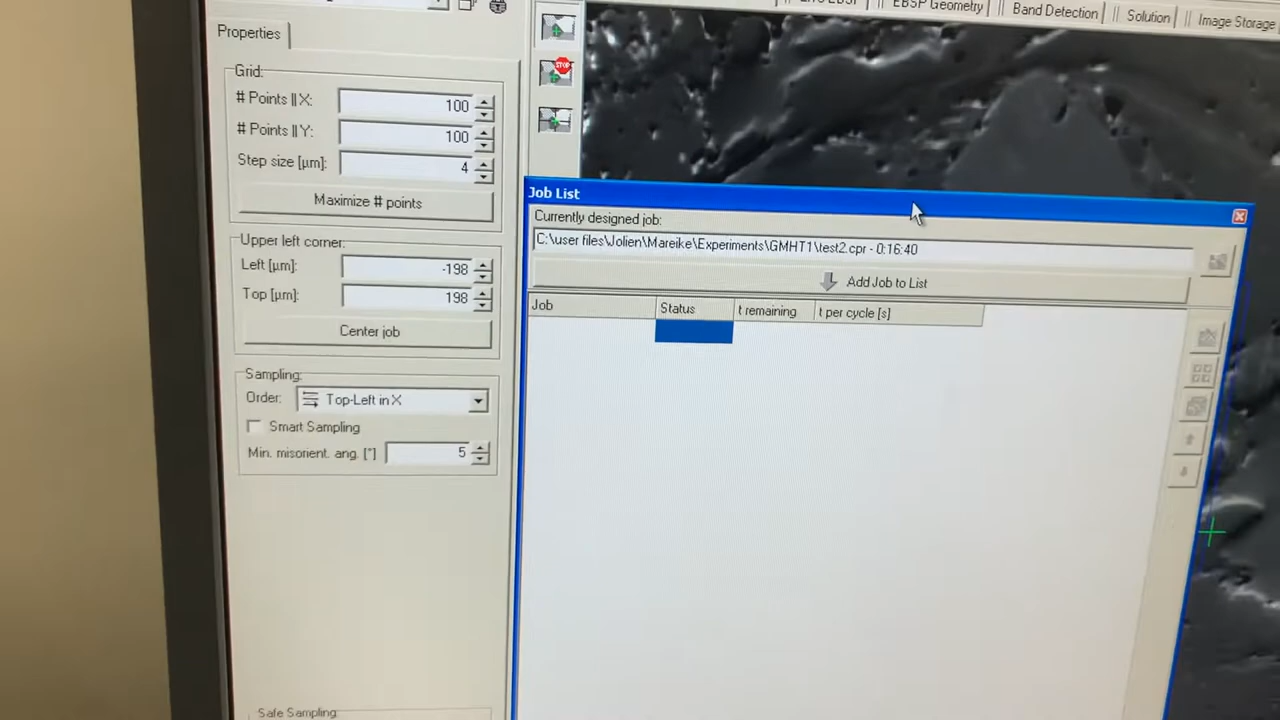 EBSP Geometry
Band Detection
Solution
Image Storage
Properties
STOP
Grid:
# Points || X:
100
# Points || Y:
100
Step size [µm]:
4
Maximize # points
Upper left corner:
Left [µm]:
-198
Top [µm]:
198
Center job
Sampling:
Order:
Top-Left in X
Smart Sampling
Min. misorient. ang. [°]
5
Safe Sampling
Job List
Currently designed job:
C:\user files\Jolien\Mareike\Experiments\GMHT1\test2.cpr - 0:16:40
Add Job to List
Job
Status
t remaining
t per cycle [s]